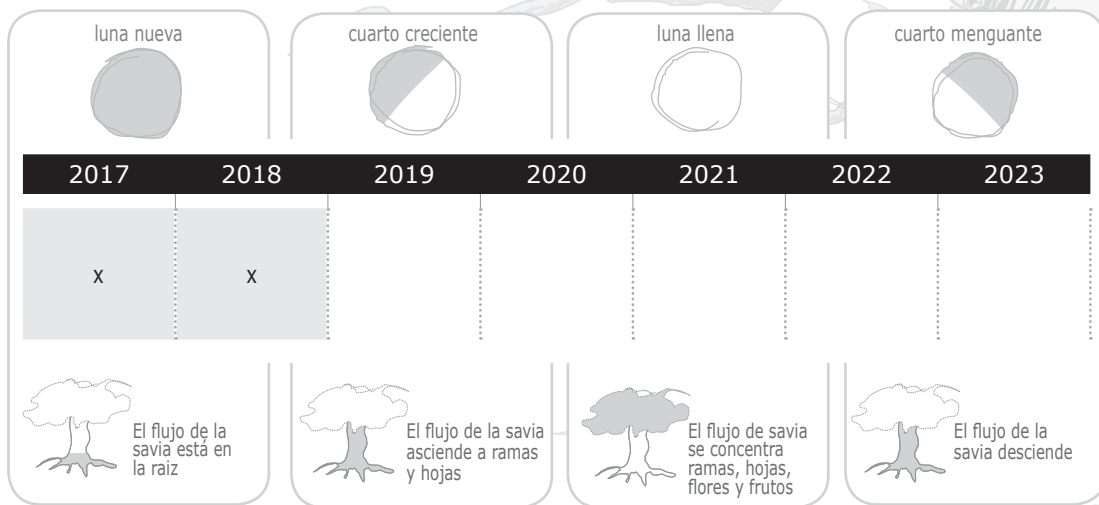 luna nueva
cuarto creciente
luna llena
cuarto menguante
2017 2018 2019 2020 2021 2022 2023
X X
El flujo de la
savia está en
la raiz
El flujo de la savia
asciende a ramas
y hojas
El flujo de savia
se concentra
ramas, hojas,
flores y frutos
El flujo de la
savia desciende